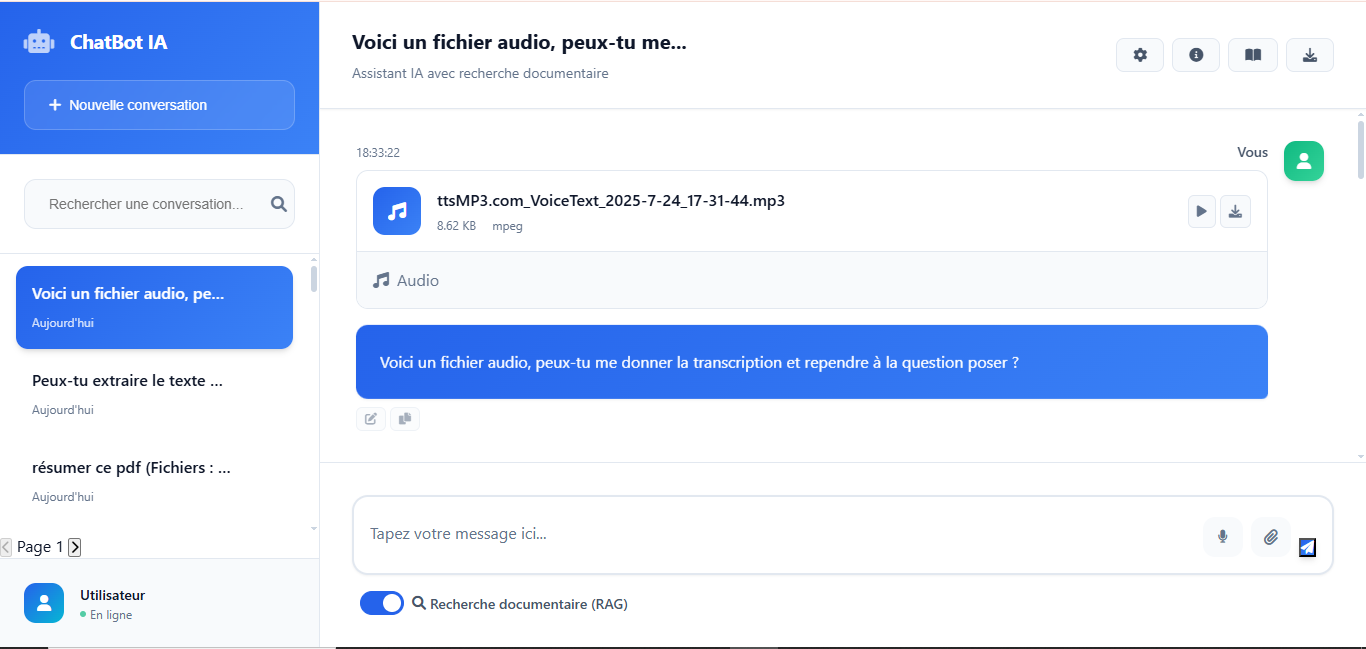 ChatBot IA
Nouvelle conversation
Rechercher une conversation...
Voici un fichier audio, pe...
Aujourd'hui
Peux-tu extraire le texte ...
Aujourd'hui
résumer ce pdf (Fichiers : ...
Aujourd'hui
Page 1
Utilisateur
En ligne
Voici un fichier audio, peux-tu me...
Assistant IA avec recherche documentaire
18:33:22
Vous
ttsMP3.com_VoiceText_2025-7-24_17-31-44.mp3
8.62 KB mpeg
Audio
Voici un fichier audio, peux-tu me donner la transcription et rependre à la question poser ?
Tapez votre message ici...
Recherche documentaire (RAG)